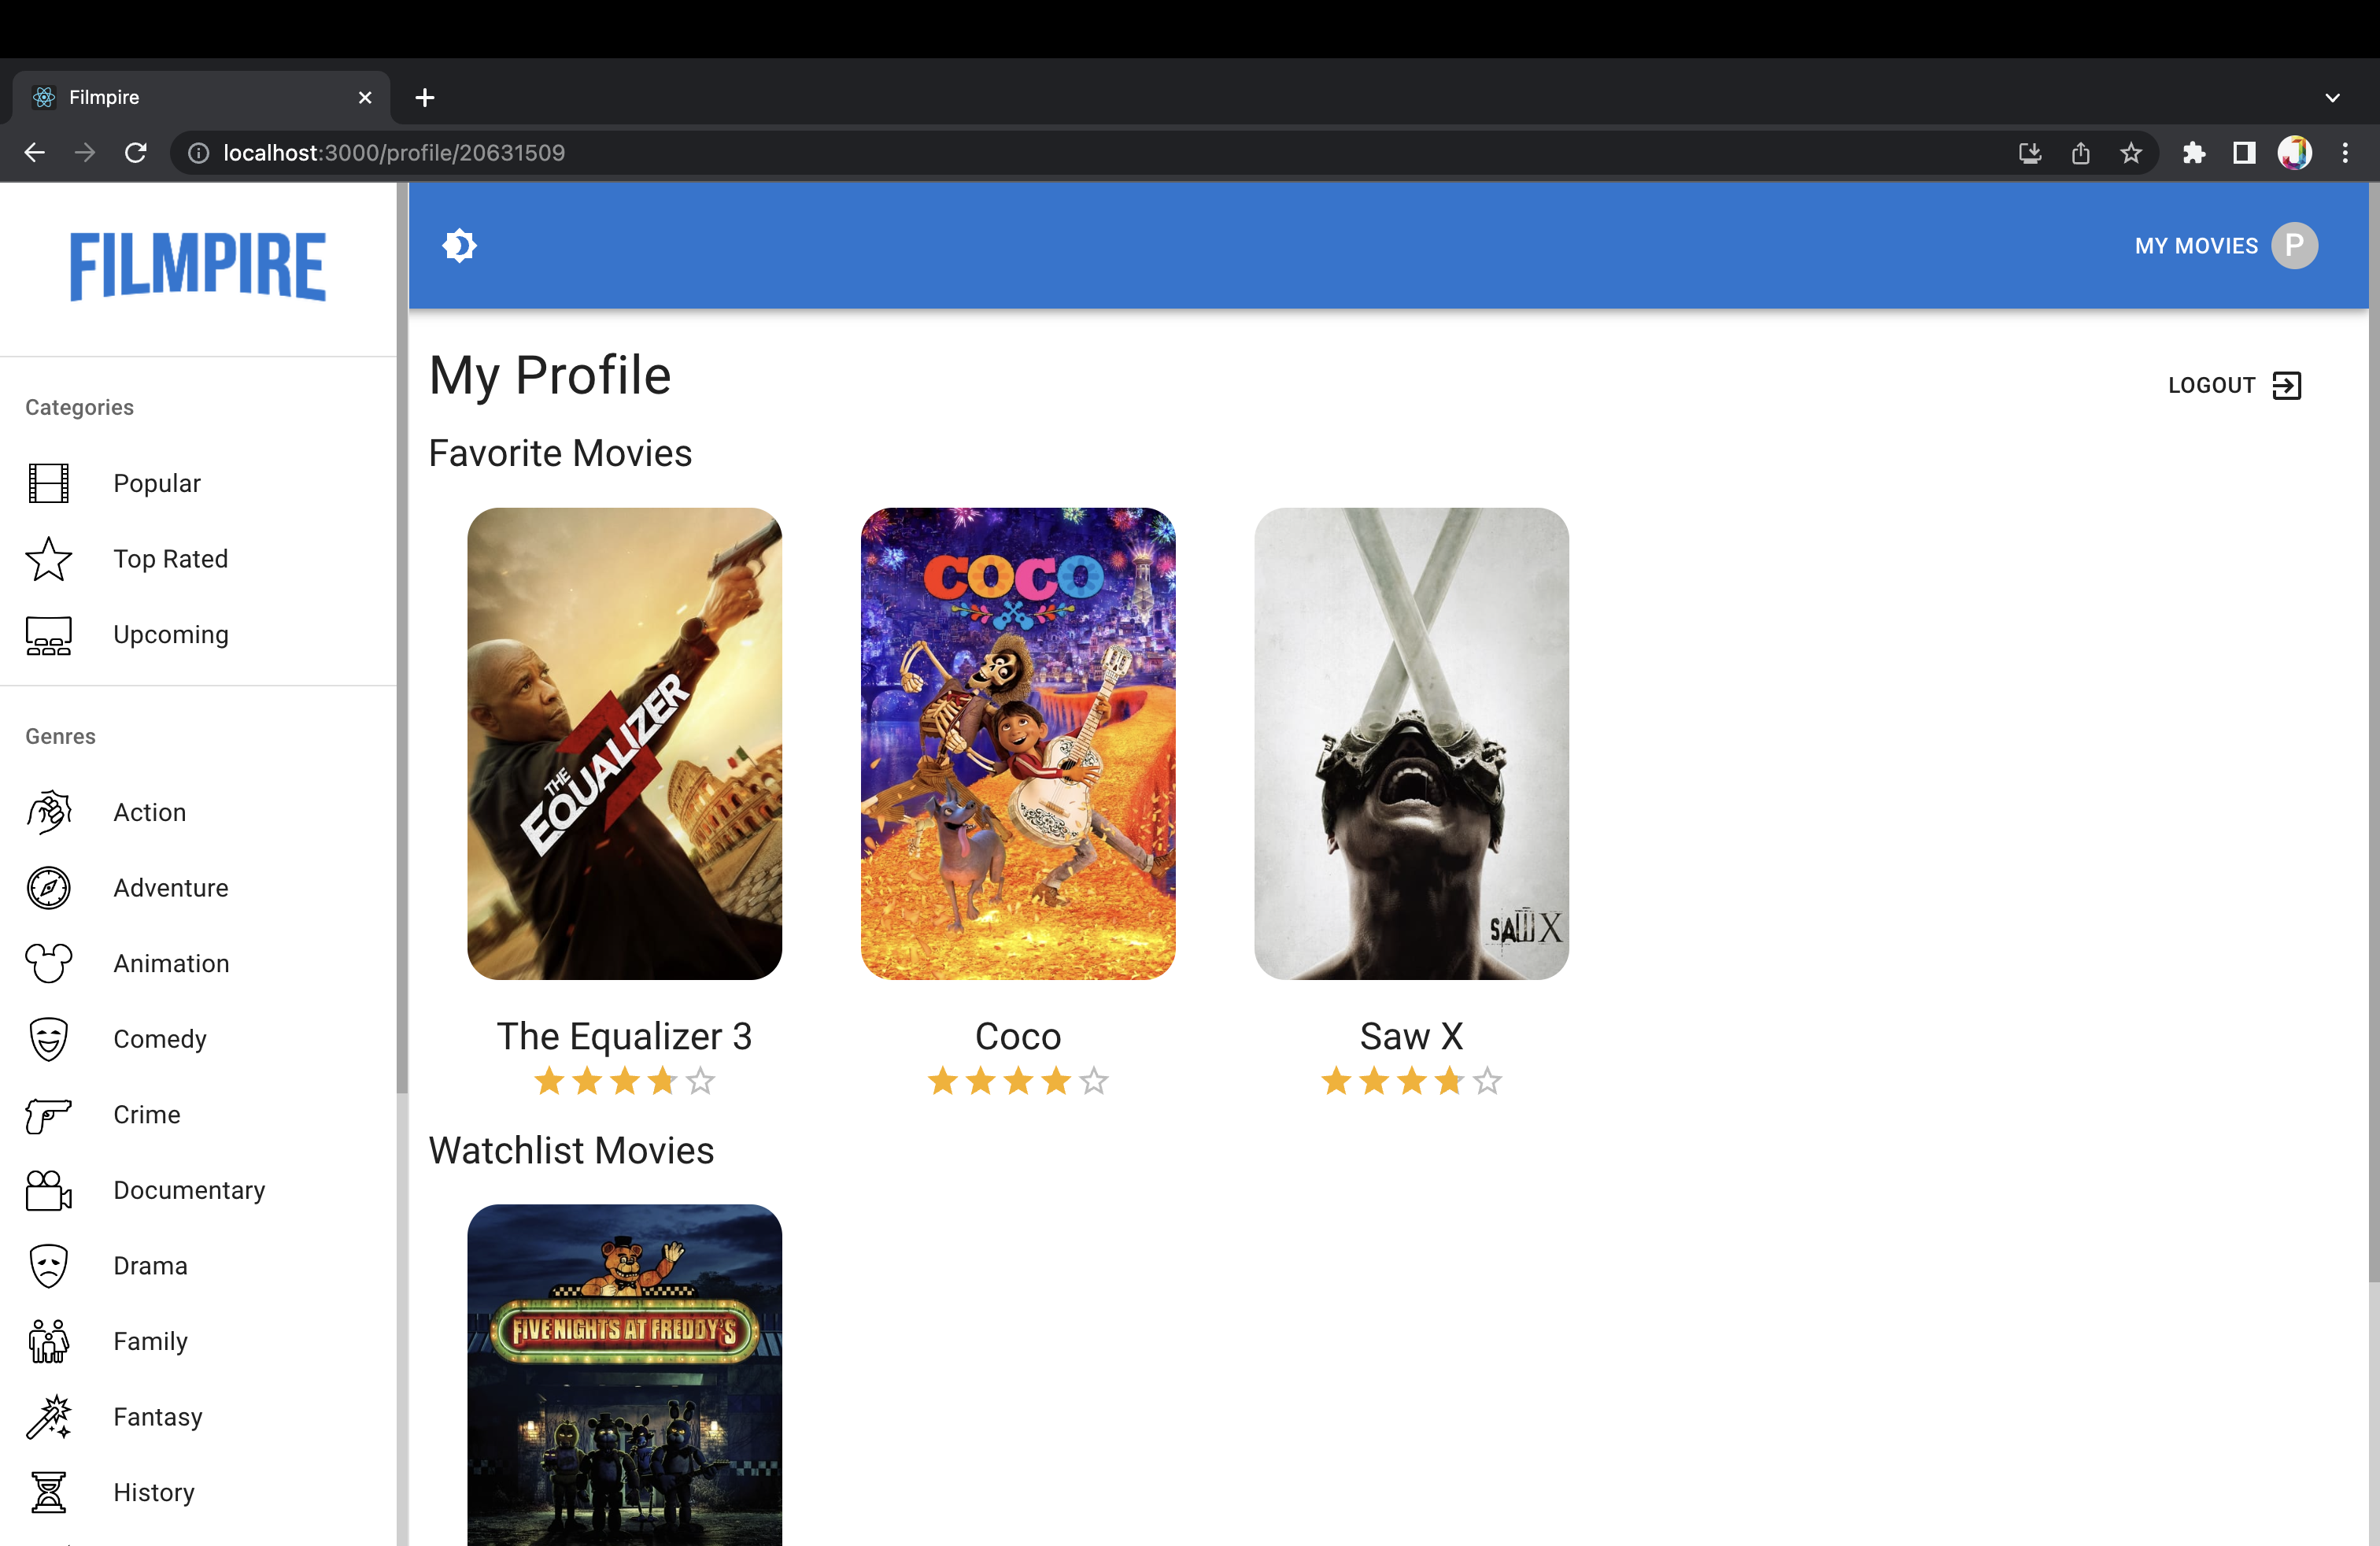 Filmpire
localhost:3000/profile/20631509
FILMPIRE
MY MOVIES P
My Profile
LOGOUT
Categories
Favorite Movies
Popular
Top Rated
Upcoming
Genres
Action
Adventure
Animation
Comedy
Crime
Documentary
Drama
Family
Fantasy
History
THE
EQUALIZER
3
COCO
SAW X
The Equalizer 3
Coco
Saw X
Watchlist Movies
FIVE NIGHTS AT FREDDY'S